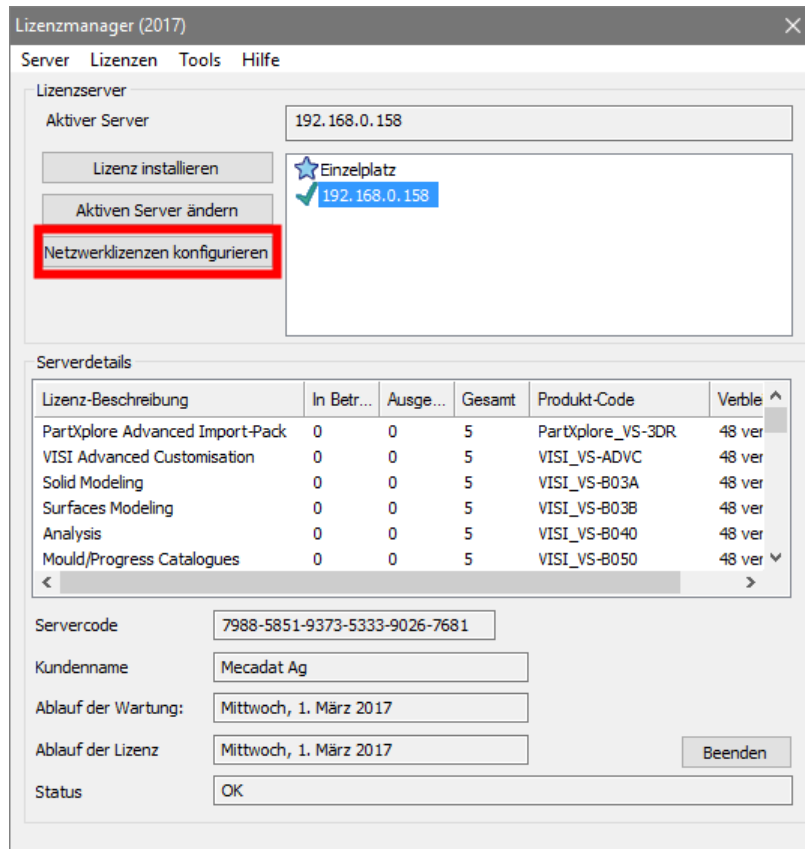 Lizenzmanager (2017)
Server Lizenzen Tools Hilfe
Lizenzserver
Aktiver Server 192.168.0.158
Lizenz installieren
Aktiven Server ändern
Netzwerklizenzen konfigurieren
Einzelplatz
192.168.0.158
Serverdetails
Lizenz-Beschreibung In Betr... Ausge... Gesamt Produkt-Code Verble
PartXplore Advanced Import-Pack 0 0 5 PartXplore_VS-3DR 48 ver
VISI Advanced Customisation 0 0 5 VISI_VS-ADVC 48 ver
Solid Modeling 0 0 5 VISI_VS-B03A 48 ver
Surfaces Modeling 0 0 5 VISI_VS-B03B 48 ver
Analysis 0 0 5 VISI_VS-B040 48 ver
Mould/Progress Catalogues 0 0 5 VISI_VS-B050 48 ver
Servercode 7988-5851-9373-5333-9026-7681
Kundenname Mecadat Ag
Ablauf der Wartung: Mittwoch, 1. März 2017
Ablauf der Lizenz Mittwoch, 1. März 2017
Beenden
Status OK